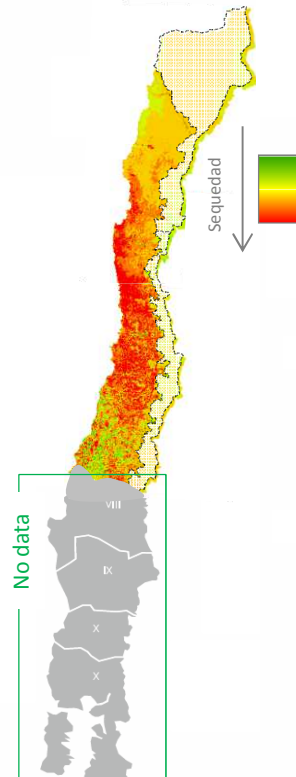 Sequedad
No data
VIII
IX
X
X